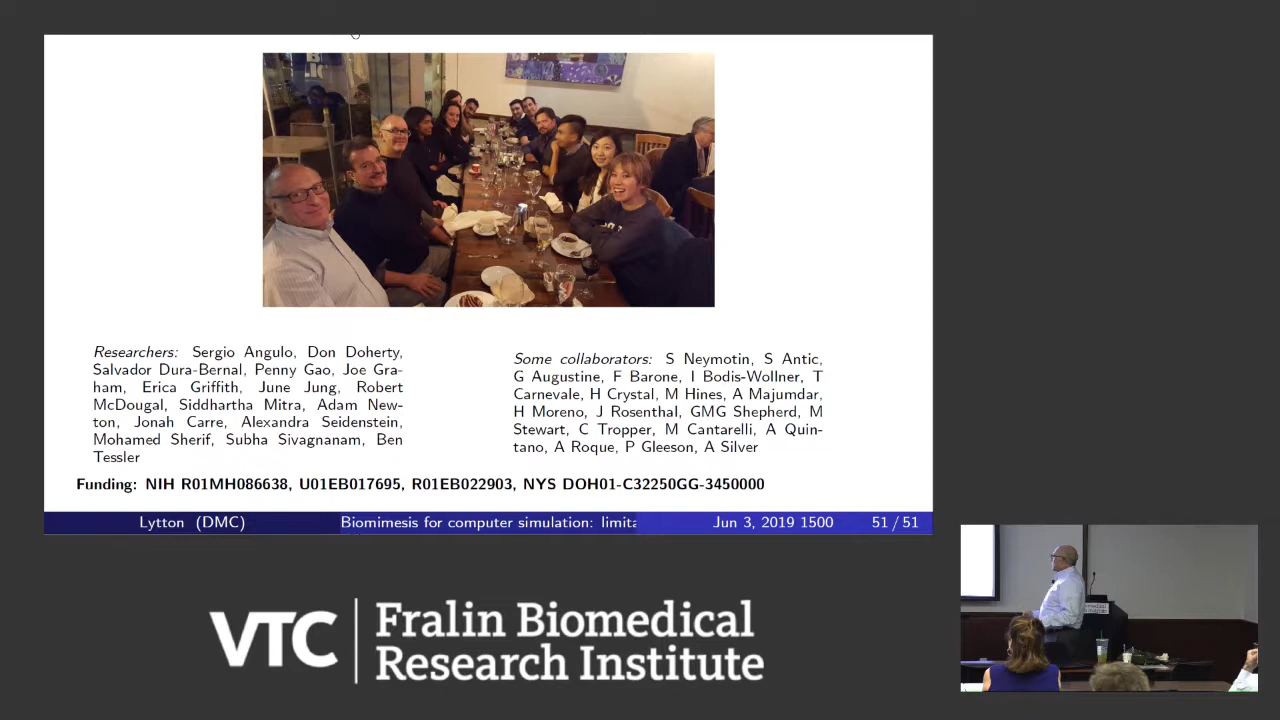 Researchers: Sergio Angulo, Don Doherty,
Salvador Dura-Bernal, Penny Gao, Joe Gra-
ham, Erica Griffith, June Jung, Robert
McDougal, Siddhartha Mitra, Adam New-
ton, Jonah Carre, Alexandra Seidenstein,
Mohamed Sherif, Subha Sivagnanam, Ben
Tessler
Some collaborators: S Neymotin, S Antic,
G Augustine, F Barone, I Bodis-Wollner, T
Carnevale, H Crystal, M Hines, A Majumdar,
H Moreno, J Rosenthal, GMG Shepherd, M
Stewart, C Tropper, M Cantarelli, A Quin-
tano, A Roque, P Gleeson, A Silver
Funding: NIH R01MH086638, U01EB017695, R01EB022903, NYS DOH01-C32250GG-3450000
Lytton (DMC) Biomimesis for computer simulation: limita Jun 3, 2019 1500 51 / 51
VTC Fralin Biomedical
Research Institute